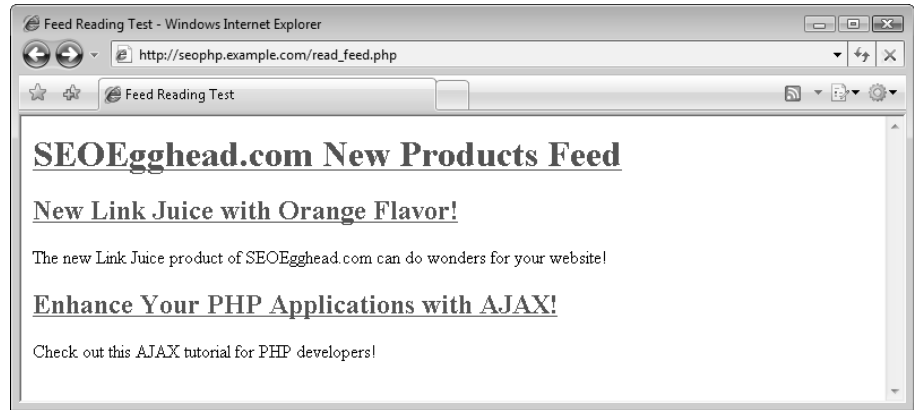 Feed Reading Test - Windows Internet Explorer
http://seophp.example.com/read_feed.php
Feed Reading Test
SEOEgghead.com New Products Feed
New Link Juice with Orange Flavor!
The new Link Juice product of SEOEgghead.com can do wonders for your website!
Enhance Your PHP Applications with AJAX!
Check out this AJAX tutorial for PHP developers!